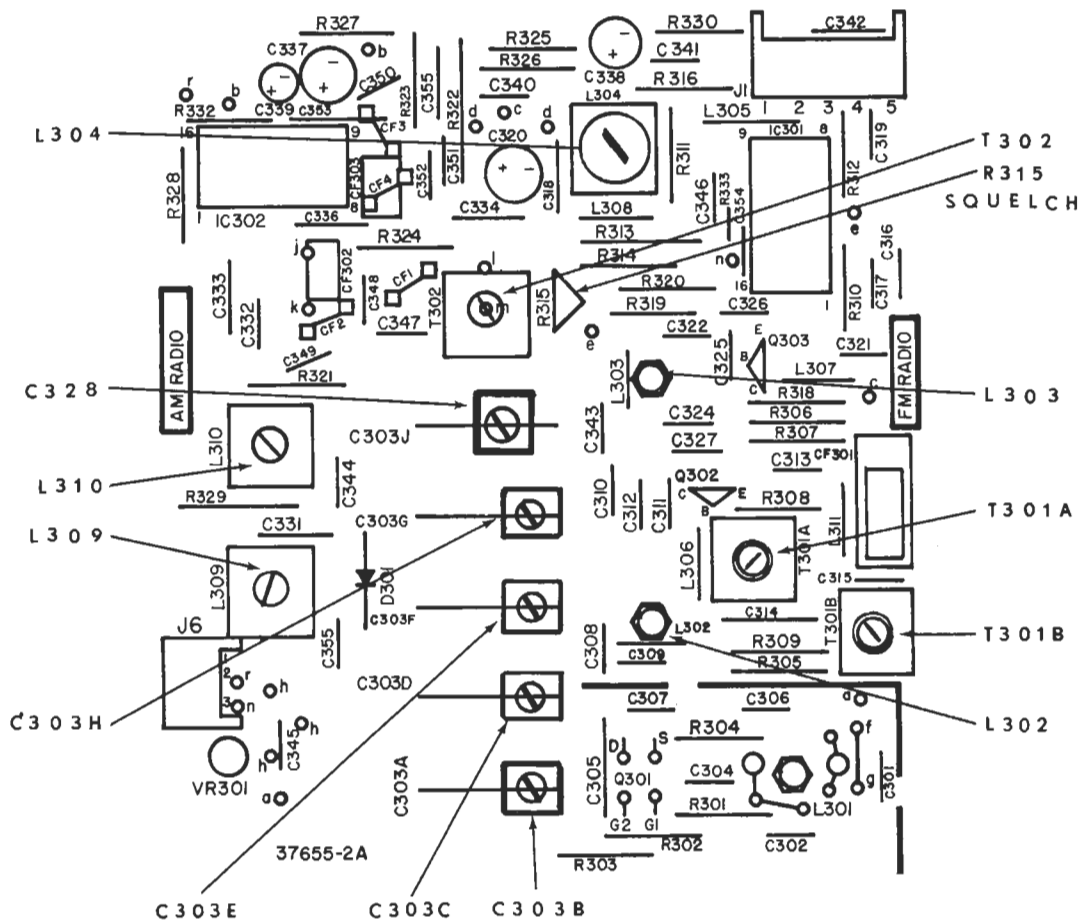 R327
R330
C342
C337
b
R325
C341
R326
C338
C350
R323
C355
R322
C340
R316
J1
r
b
L304
1 2 3 4 5
R332
C339
C353
d
c
d
L305
16
9
CF3
C320
9
IC301
8
C319
L304
T302
R328
CF303
CF4
C352
C351
C318
R311
R312
R315
SQUELCH
1
IC302
8
C334
L308
C346
R333
C354
e
C336
R313
C316
j
R324
R314
n
CF302
C348
CF1
l
R320
16
C333
T302
m
R315
R319
C326
1
R310
C317
C332
k
CF2
C347
e
C322
E
C349
C325
B
Q303
C321
AM RADIO
R321
L303
L307
FM RADIO
C
C328
R318
c
L303
C303J
C343
C324
R306
R307
L310
C327
C313
CF301
L310
C344
C310
C312
C311
C
Q302
E
B
R308
R329
C303G
L311
T301A
L309
C331
L306
T301A
L309
D301
C315
C303F
C314
T301B
J6
C355
C308
L302
R309
T301B
C309
R305
1
2
r
h
C303D
C307
C306
a
3
n
L302
C303H
h
R304
f
C345
D
S
h
C305
Q301
C304
g
C301
VR301
C303A
a
R301
L301
G2
G1
R302
C302
37655-2A
R303
C303E
C303C
C303B